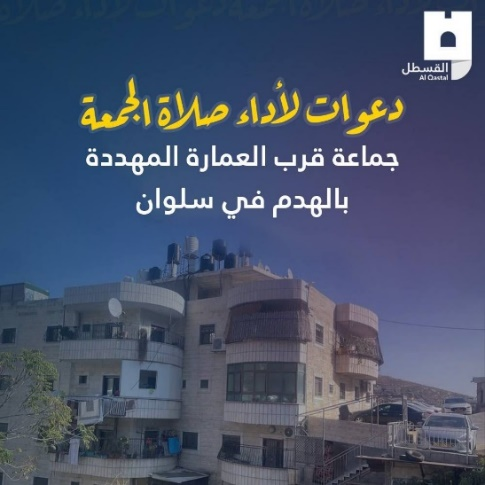 القسطل
Al Qastal
دعوات لأداء صلاة الجمعة
جماعة قرب العمارة المهددة
بالهدم في سلوان